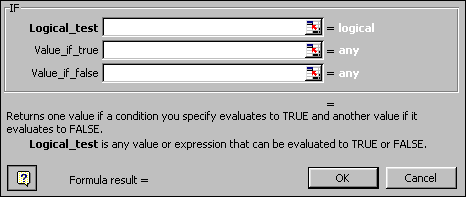 IF
Logical_test = logical
Value_if_true = any
Value_if_false = any
=
Returns one value if a condition you specify evaluates to TRUE and another value if it
evaluates to FALSE.
Logical_test is any value or expression that can be evaluated to TRUE or FALSE.
? Formula result = OK Cancel